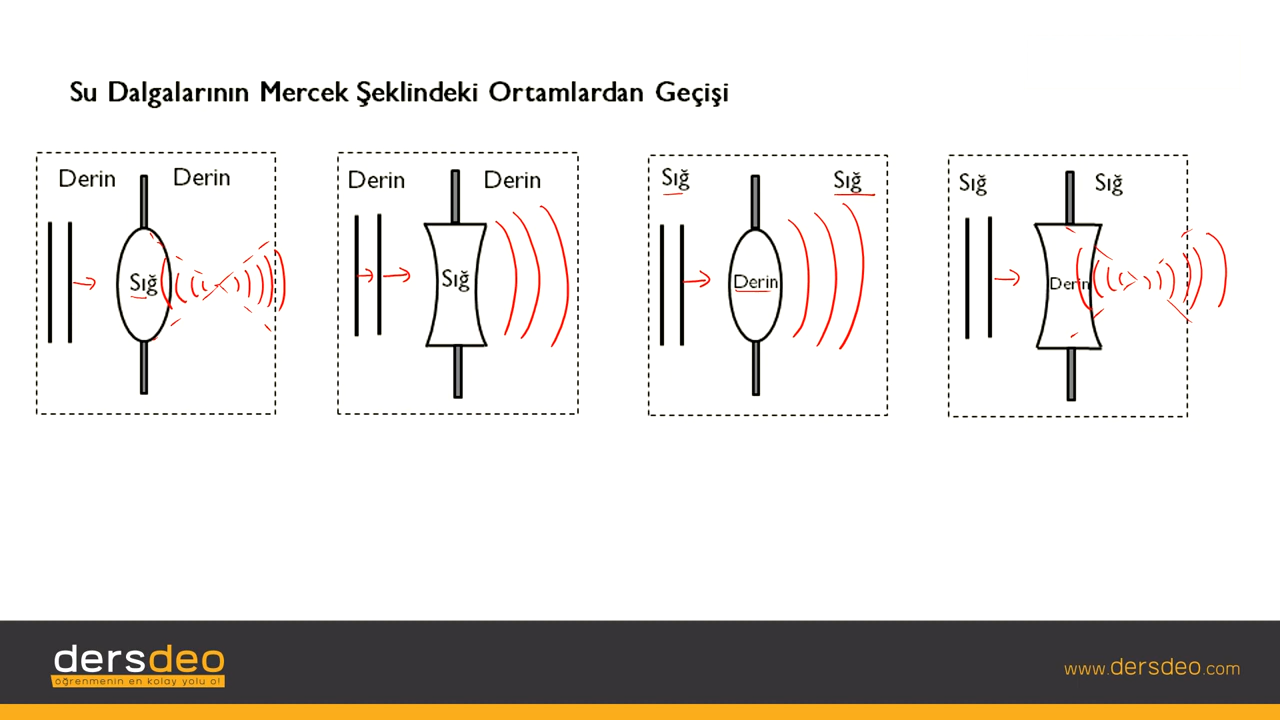 Su Dalgalarının Mercek Şeklindeki Ortamlardan Geçişi
Derin Derin
Sığ
Derin Derin
Sığ
Sığ Sığ
Derin
Sığ Sığ
Derin
dersdeo
öğrenmenin en kolay yolu o!
www.dersdeo.com